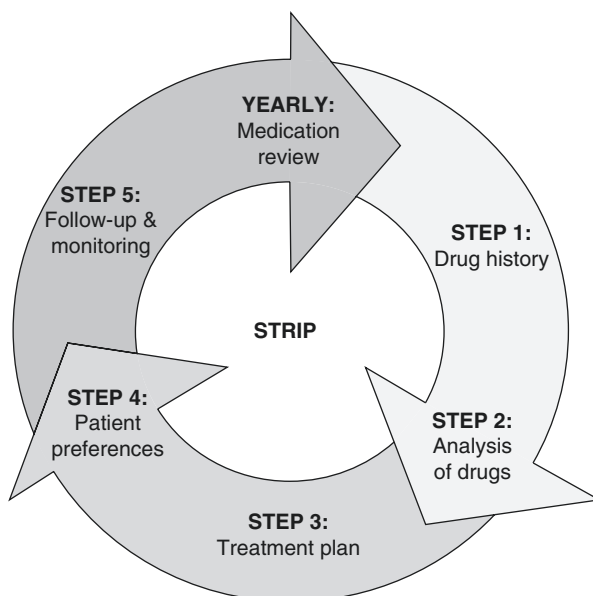 YEARLY:
Medication
review
STEP 1:
Drug history
STEP 2:
Analysis
of drugs
STEP 3:
Treatment plan
STEP 4:
Patient
preferences
STEP 5:
Follow-up &
monitoring
STRIP